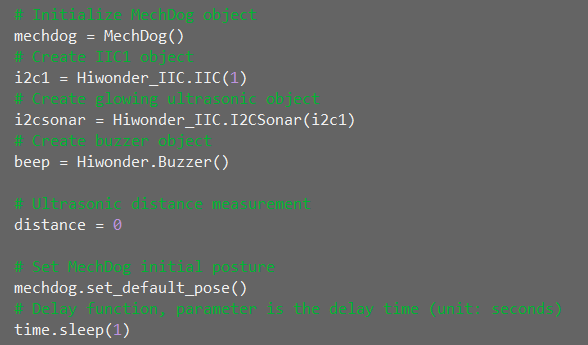 # Initialize MechDog object
mechdog = MechDog()
# Create IIC1 object
i2c1 = Hiwonder_IIC.IIC(1)
# Create glowing ultrasonic object
i2csonar = Hiwonder_IIC.I2CSonar(i2c1)
# Create buzzer object
beep = Hiwonder.Buzzer()
# Ultrasonic distance measurement
distance = 0
# Set MechDog initial posture
mechdog.set_default_pose()
# Delay function, parameter is the delay time (unit: seconds)
time.sleep(1)